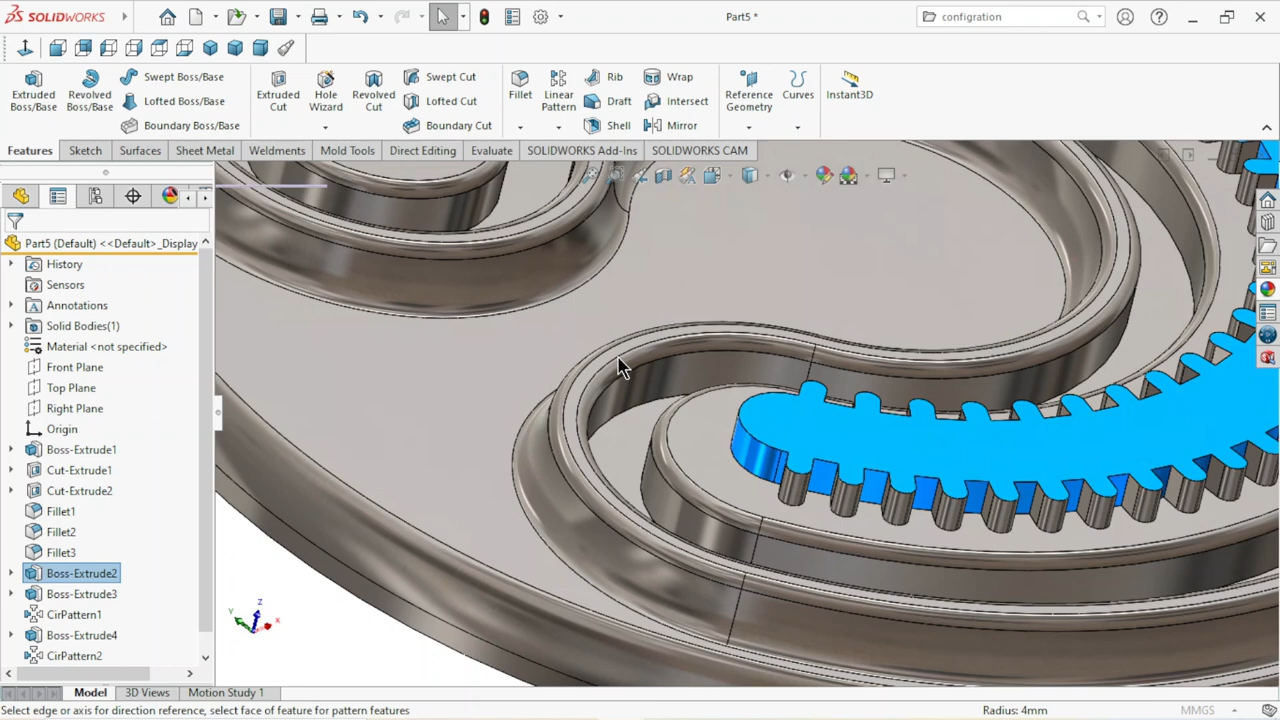 SOLIDWORKS
Part5 *
configration
Extruded Boss/Base
Revolved Boss/Base
Swept Boss/Base
Lofted Boss/Base
Boundary Boss/Base
Extruded Cut
Hole Wizard
Revolved Cut
Swept Cut
Lofted Cut
Boundary Cut
Fillet
Linear Pattern
Rib
Draft
Shell
Wrap
Intersect
Mirror
Reference Geometry
Curves
Instant3D
Features
Sketch
Surfaces
Sheet Metal
Weldments
Mold Tools
Direct Editing
Evaluate
SOLIDWORKS Add-Ins
SOLIDWORKS CAM
Part5 (Default) <<Default>_Display
History
Sensors
Annotations
Solid Bodies(1)
Material <not specified>
Front Plane
Top Plane
Right Plane
Origin
Boss-Extrude1
Cut-Extrude1
Cut-Extrude2
Fillet1
Fillet2
Fillet3
Boss-Extrude2
Boss-Extrude3
CirPattern1
Boss-Extrude4
CirPattern2
Z
Y
X
Model
3D Views
Motion Study 1
Select edge or axis for direction reference, select face of feature for pattern features
Radius: 4mm
MMGS